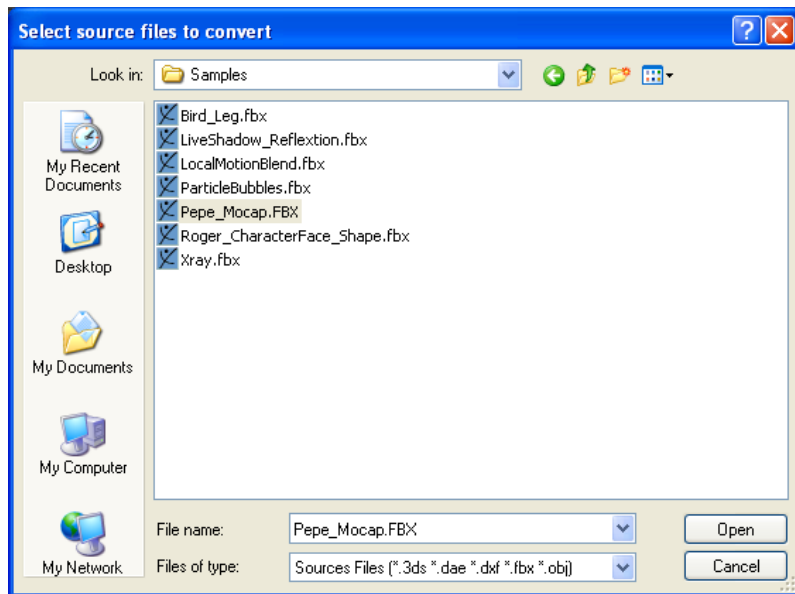 Select source files to convert
Look in:
Samples
Bird_Leg.fbx
LiveShadow_Reflextion.fbx
LocalMotionBlend.fbx
ParticleBubbles.fbx
Pepe_Mocap.FBX
Roger_CharacterFace_Shape.fbx
Xray.fbx
My Recent
Documents
Desktop
My Documents
My Computer
My Network
File name:
Pepe_Mocap.FBX
Open
Files of type:
Sources Files (*.3ds *.dae *.dxf *.fbx *.obj)
Cancel